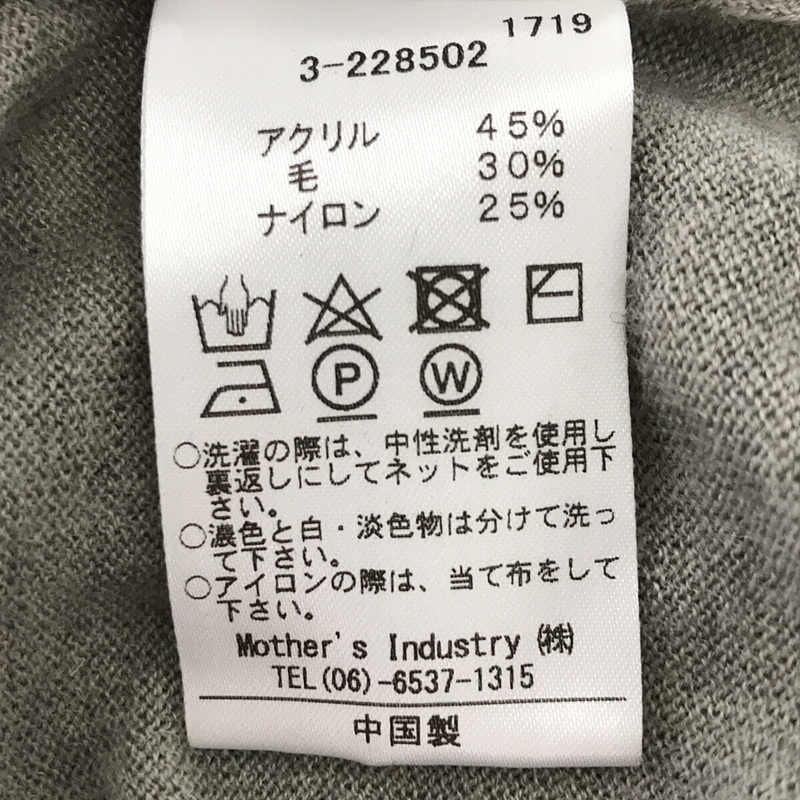 1719
3-228502
アクリル 45%
毛 30%
ナイロン 25%
P W
○洗濯の際は、中性洗剤を使用し
裏返しにしてネットをご使用下
さい。
○濃色と白・淡色物は分けて洗っ
て下さい。
○アイロンの際は、当て布をして
下さい。
Mother's Industry ㈱
TEL(06)-6537-1315
中国製